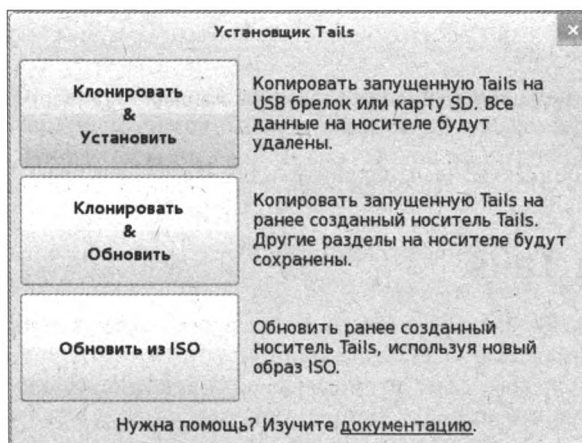 Установщик Tails
Клонировать
&
Установить
Копировать запущенную Tails на
USB брелок или карту SD. Все
данные на носителе будут
удалены.
Клонировать
&
Обновить
Копировать запущенную Tails на
ранее созданный носитель Tails.
Другие разделы на носителе будут
сохранены.
Обновить из ISO
Обновить ранее созданный
носитель Tails, используя новый
образ ISO.
Нужна помощь? Изучите документацию.